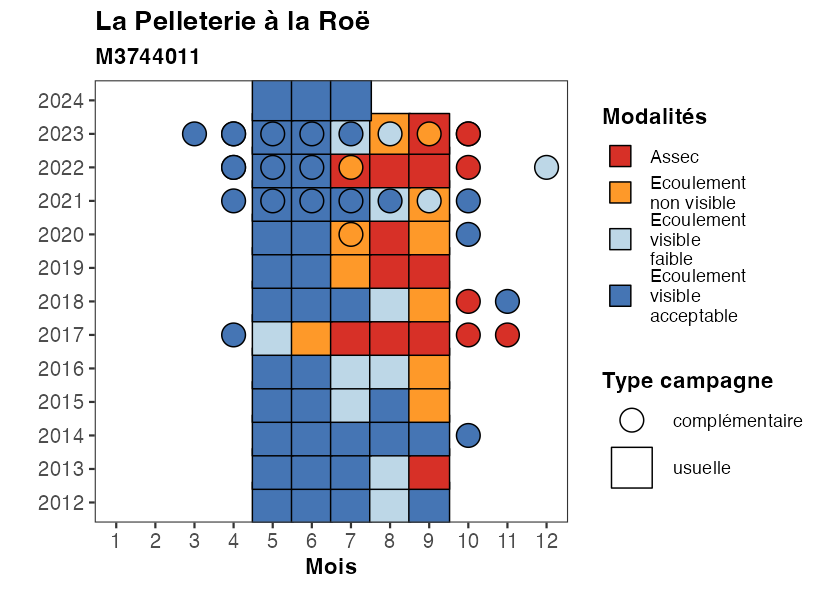 La Pelleterie à la Roë
M3744011
2024
2023
2022
2021
2020
2019
2018
2017
2016
2015
2014
2013
2012
1 2 3 4 5 6 7 8 9 10 11 12
Mois
Modalités
Assec
Ecoulement
non visible
Ecoulement
visible
faible
Ecoulement
visible
acceptable
Type campagne
complémentaire
usuelle